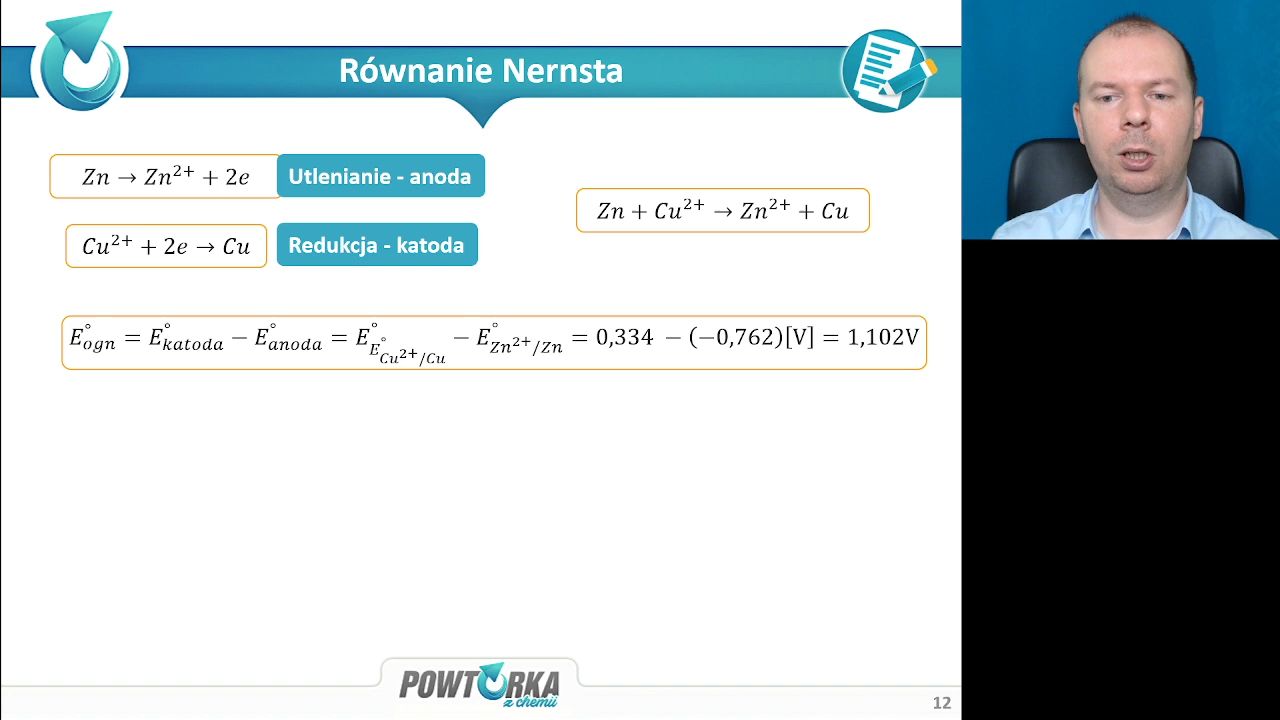 Równanie Nernsta
Zn → Zn²⁺ + 2e
Utlenianie - anoda
Zn + Cu²⁺ → Zn²⁺ + Cu
Cu²⁺ + 2e → Cu
Redukcja - katoda
E°ogn = E°katoda − E°anoda = E°E°Cu²⁺/Cu − E°Zn²⁺/Zn = 0,334 − (−0,762)[V] = 1,102V
POWTÓRKA
z chemii
12